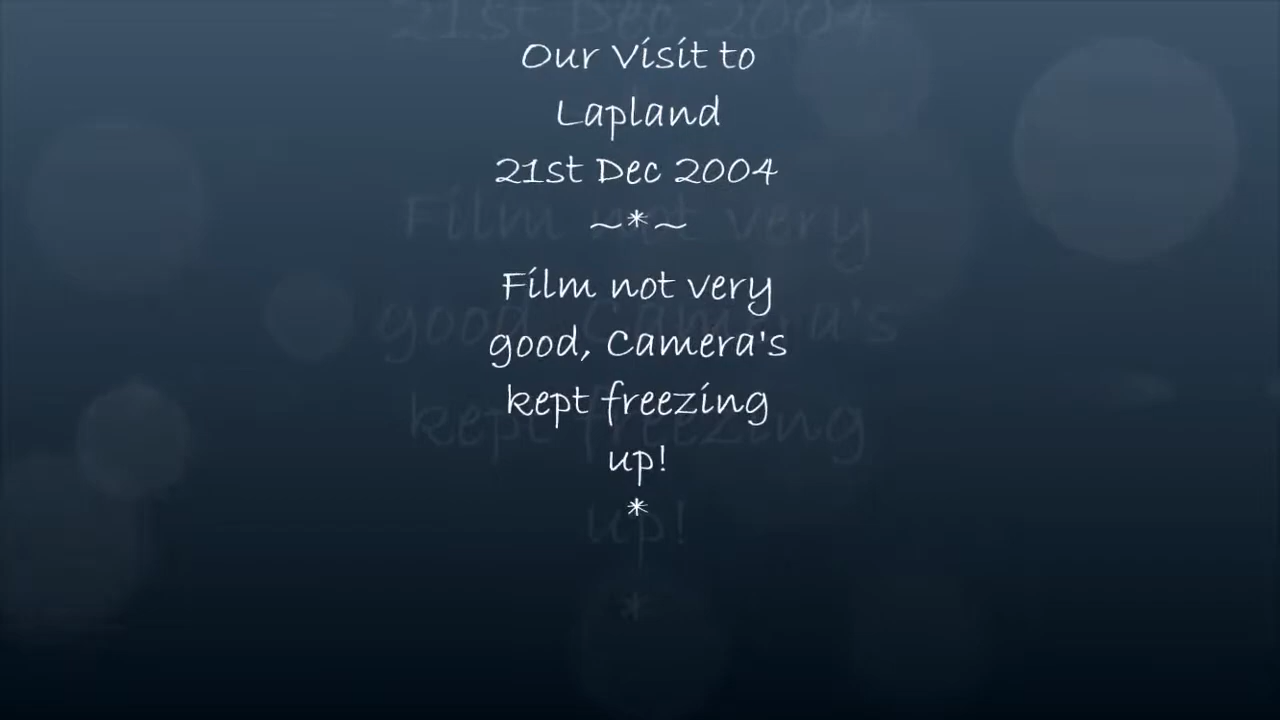 Our Visit to
Lapland
21st Dec 2004
~*~
Film not very
good, Camera's
kept freezing
up!
*